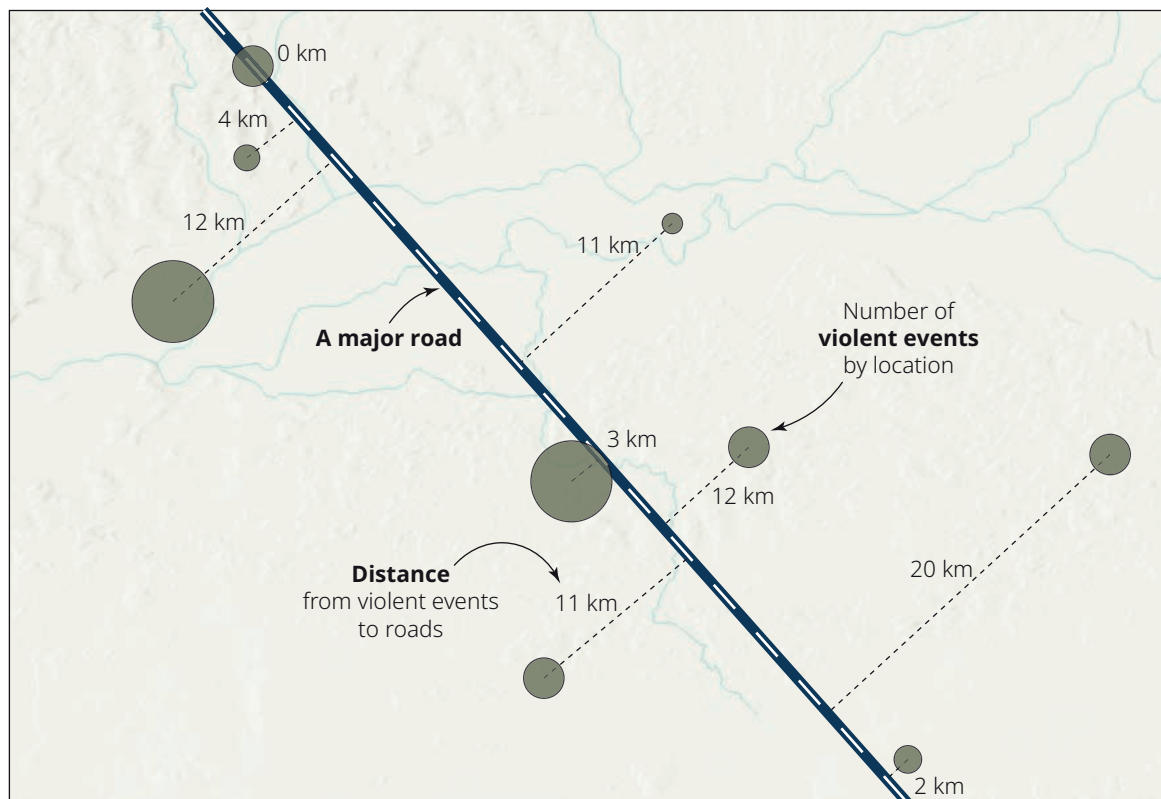 0 km
4 km
12 km
11 km
A major road
Number of
violent events
by location
3 km
12 km
20 km
Distance
from violent events
to roads
11 km
2 km